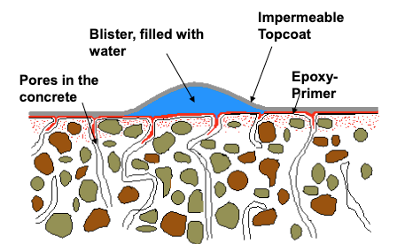 Blister, filled with
water
Impermeable
Topcoat
Pores in the
concrete
Epoxy-
Primer